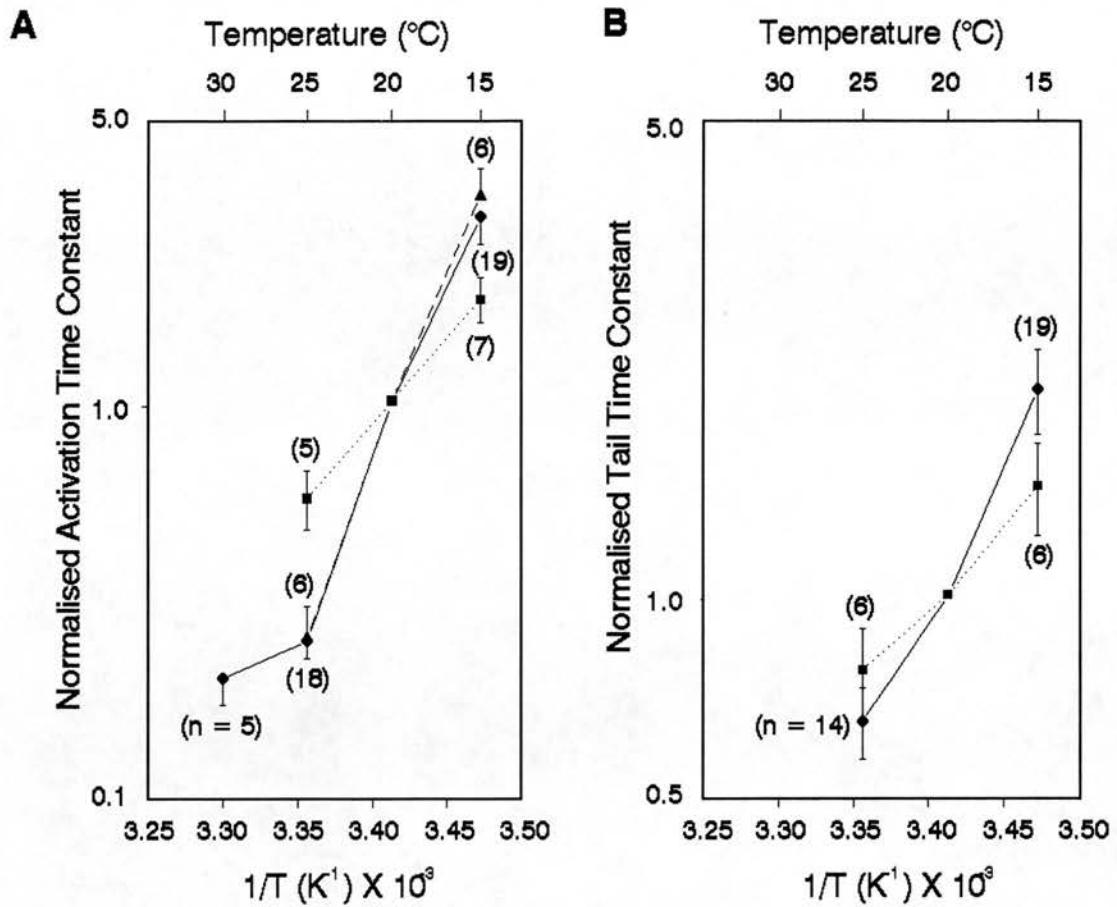 A
Temperature (°C)
30 25 20 15
5.0
1.0
0.1
Normalised Activation Time Constant
(6)
(19)
(7)
(5)
(6)
(18)
(n = 5)
3.25 3.30 3.35 3.40 3.45 3.50
1/T (K⁻¹) X 10³
B
Temperature (°C)
25 20 15
5.0
1.0
0.5
Normalised Tail Time Constant
(19)
(6)
(6)
(n = 14)
3.25 3.30 3.35 3.40 3.45 3.50
1/T (K⁻¹) X 10³